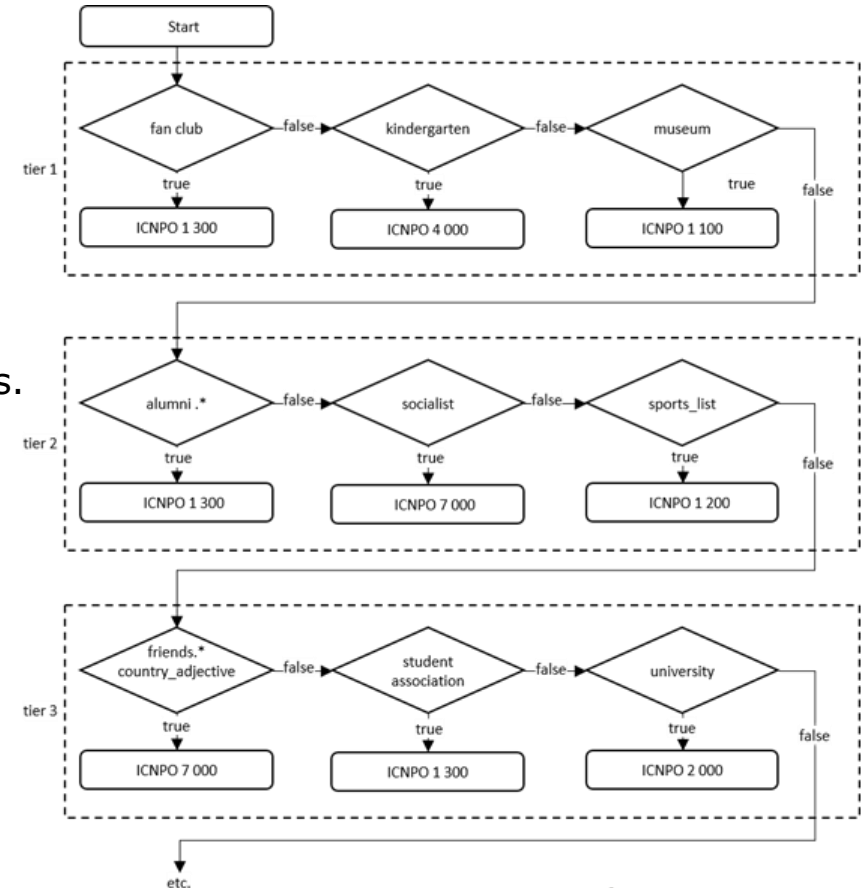 Start
fan club
false
kindergarten
false
museum
false
tier 1
true
true
true
ICNPO 1 300
ICNPO 4 000
ICNPO 1 100
s.
alumni .*
false
socialist
false
sports_list
false
tier 2
true
true
true
ICNPO 1 300
ICNPO 7 000
ICNPO 1 200
friends.*
country_adjective
false
student
association
false
university
false
tier 3
true
true
true
ICNPO 7 000
ICNPO 1 300
ICNPO 2 000
etc.